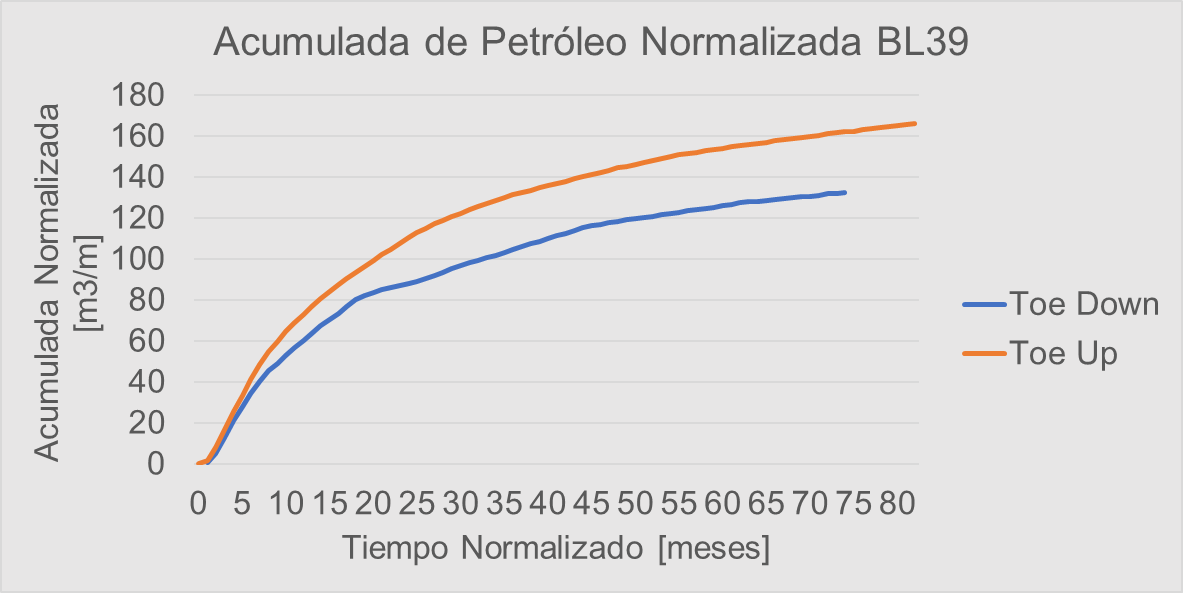 Acumulada de Petróleo Normalizada BL39
Acumulada Normalizada
[m3/m]
180
160
140
120
100
80
60
40
20
0
0 5 10 15 20 25 30 35 40 45 50 55 60 65 70 75 80
Tiempo Normalizado [meses]
Toe Down
Toe Up